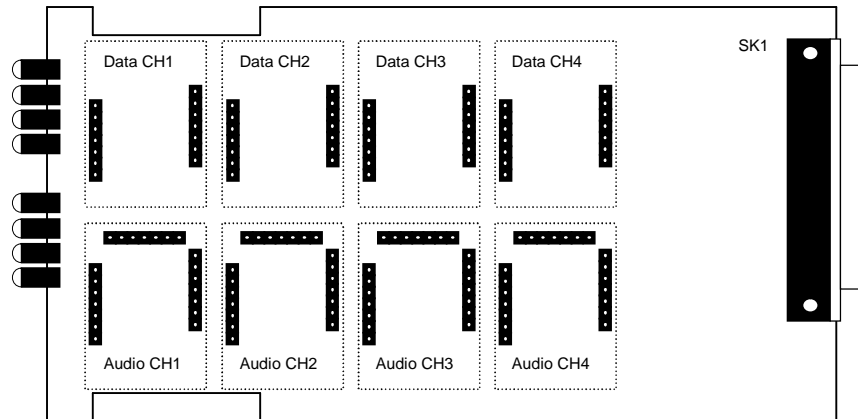 SK1
Data CH1 Data CH2 Data CH3 Data CH4
Audio CH1 Audio CH2 Audio CH3 Audio CH4